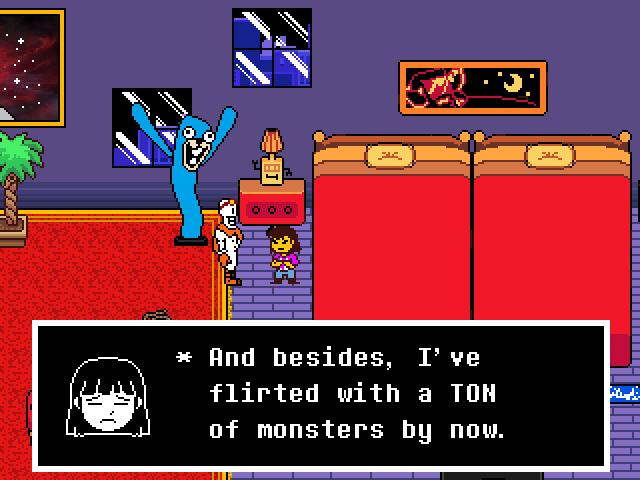 * And besides, I've
flirted with a TON
of monsters by now.